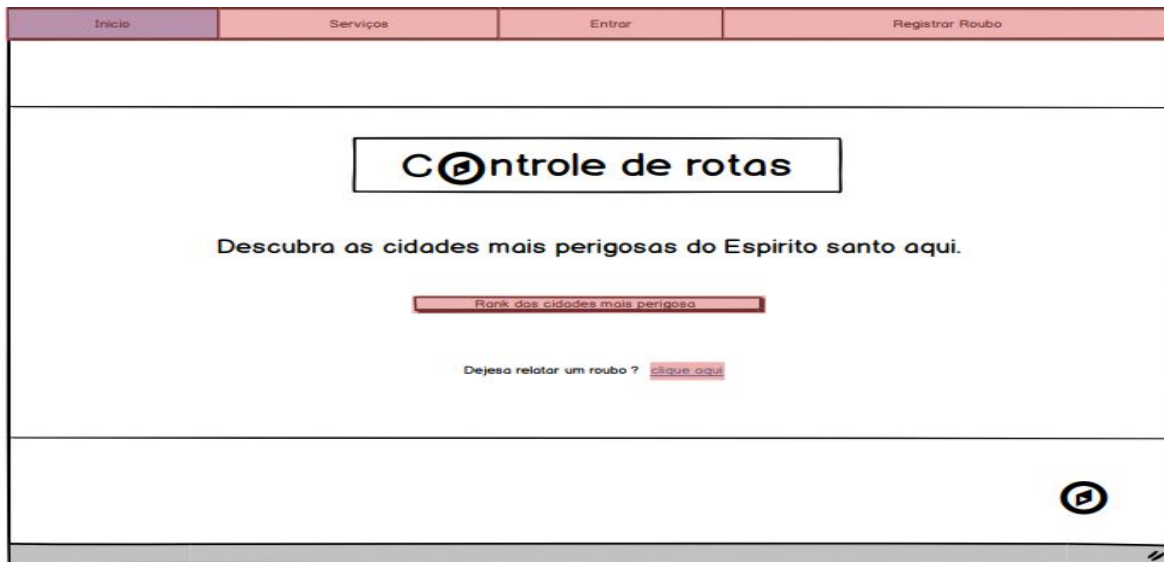 Inicio Serviços Entrar Registrar Roubo
Controle de rotas
Descubra as cidades mais perigosas do Espirito santo aqui.
Rank das cidades mais perigosa
Dejesa relatar um roubo ? clique aqui